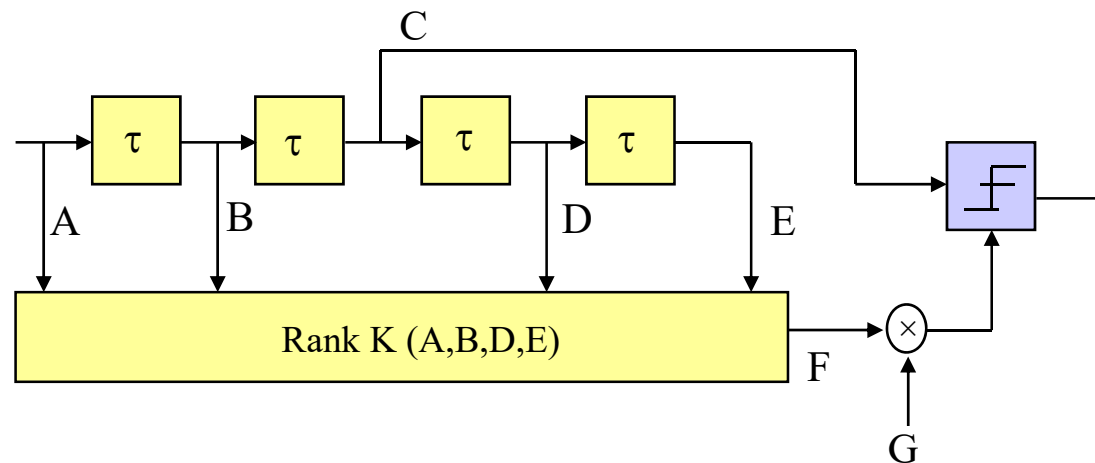 C
τ τ τ τ
A B D E
Rank K (A,B,D,E)
F
×
G